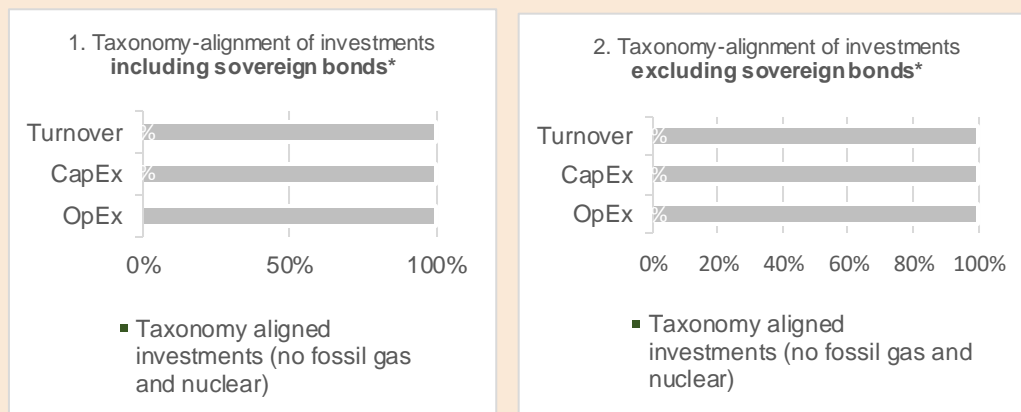 1. Taxonomy-alignment of investments
including sovereign bonds*
Turnover
%
CapEx
%
OpEx
0% 50% 100%
Taxonomy aligned
investments (no fossil gas
and nuclear)
2. Taxonomy-alignment of investments
excluding sovereign bonds*
Turnover
%
CapEx
%
OpEx
%
0% 20% 40% 60% 80% 100%
Taxonomy aligned
investments (no fossil gas and
nuclear)